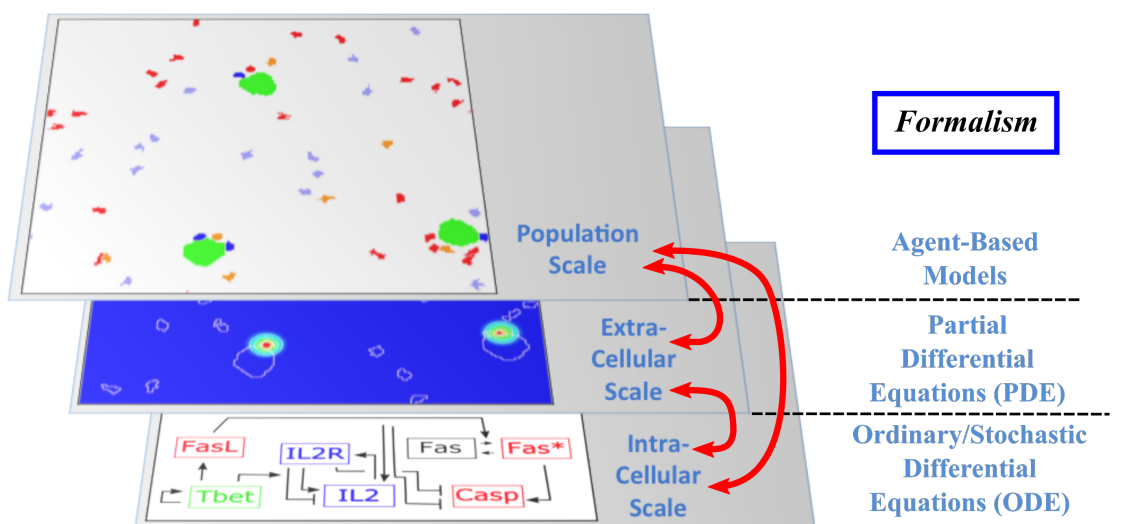 Formalism
Population
Scale
Agent-Based
Models
Extra-
Cellular
Scale
Partial
Differential
Equations (PDE)
Intra-
Cellular
Scale
Ordinary/Stochastic
Differential
Equations (ODE)
FasL
IL2R
Fas
Fas*
Tbet
IL2
Casp